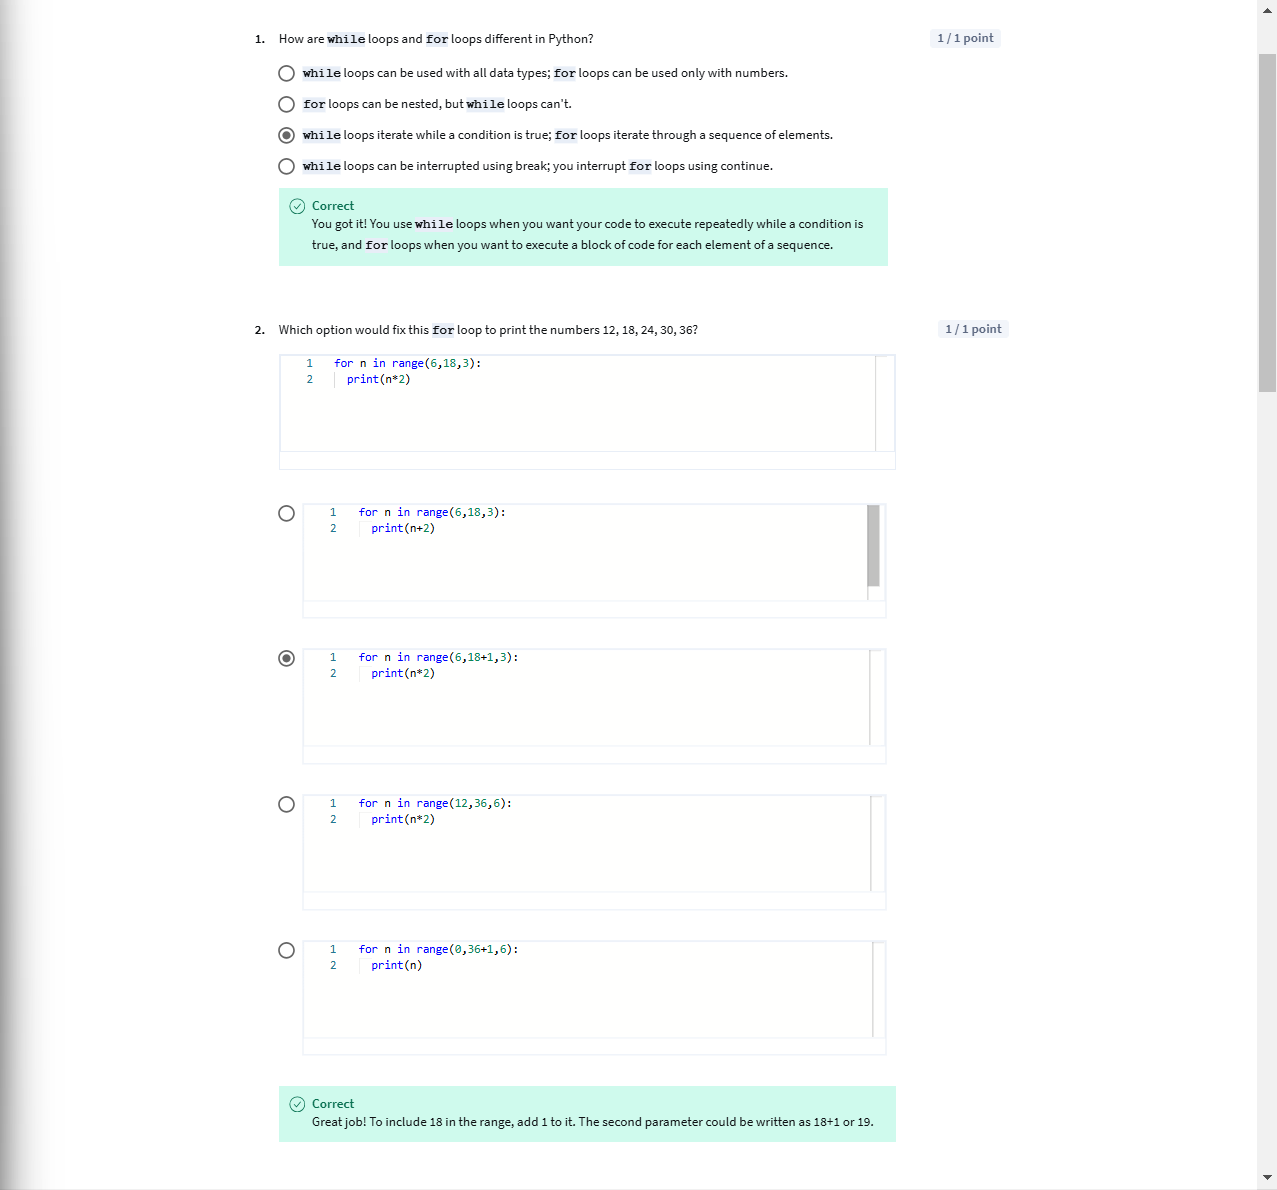 1. How are while loops and for loops different in Python?
1 / 1 point
while loops can be used with all data types; for loops can be used only with numbers.
for loops can be nested, but while loops can't.
while loops iterate while a condition is true; for loops iterate through a sequence of elements.
while loops can be interrupted using break; you interrupt for loops using continue.
Correct
You got it! You use while loops when you want your code to execute repeatedly while a condition is
true, and for loops when you want to execute a block of code for each element of a sequence.
2. Which option would fix this for loop to print the numbers 12, 18, 24, 30, 36?
1 / 1 point
1 for n in range(6,18,3):
2 print(n*2)
1 for n in range(6,18,3):
2 print(n+2)
1 for n in range(6,18+1,3):
2 print(n*2)
1 for n in range(12,36,6):
2 print(n*2)
1 for n in range(0,36+1,6):
2 print(n)
Correct
Great job! To include 18 in the range, add 1 to it. The second parameter could be written as 18+1 or 19.